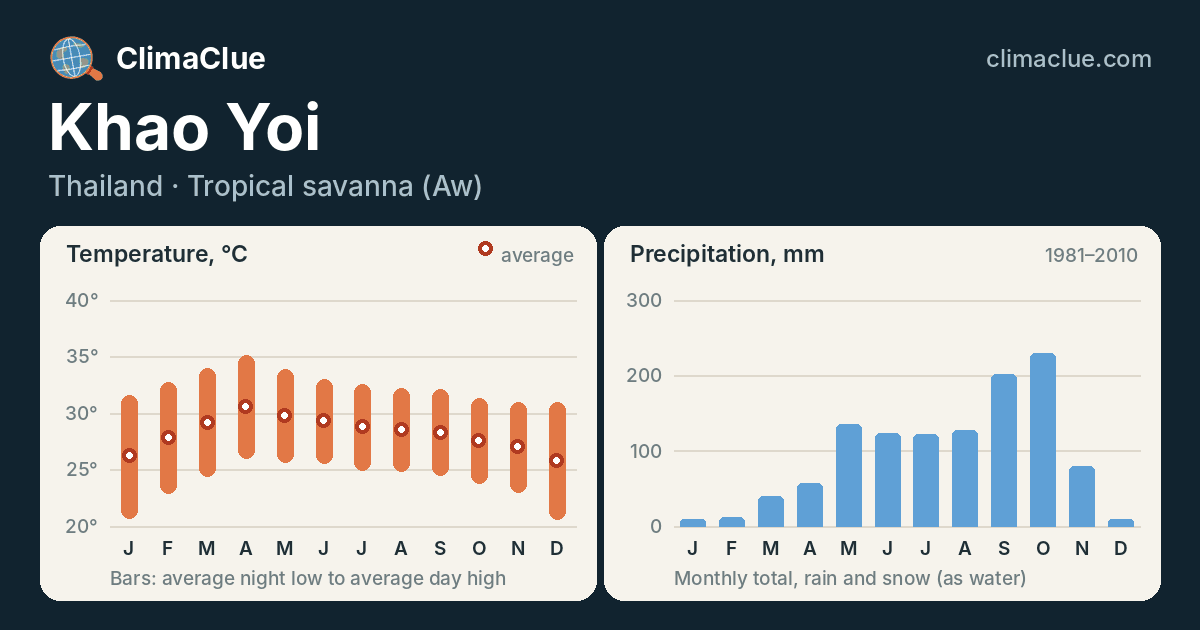 ClimaClue
climaclue.com
Khao Yoi
Thailand · Tropical savanna (Aw)
Temperature, °C
average
40°
35°
30°
25°
20°
J F M A M J J A S O N D
Bars: average night low to average day high
Precipitation, mm
1981–2010
300
200
100
0
J F M A M J J A S O N D
Monthly total, rain and snow (as water)